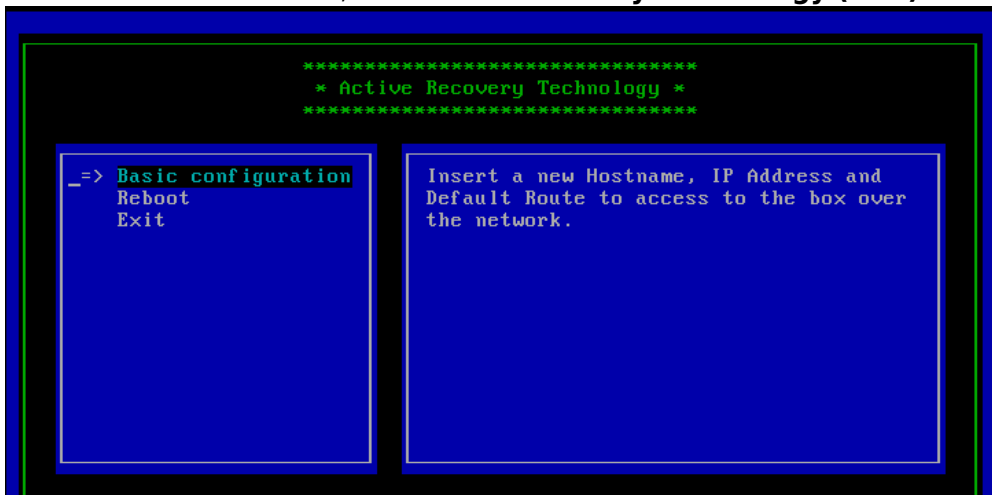 *********************************
* Active Recovery Technology *
*********************************
_=> Basic configuration
Reboot
Exit
Insert a new Hostname, IP Address and
Default Route to access to the box over
the network.